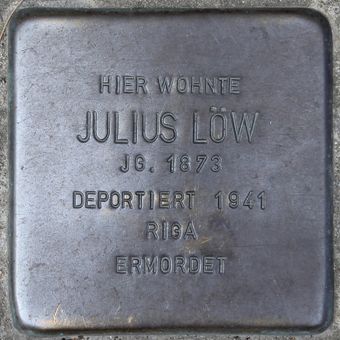 HIER WOHNTE
JULIUS LÖW
JG. 1873
DEPORTIERT 1941
RIGA
ERMORDET